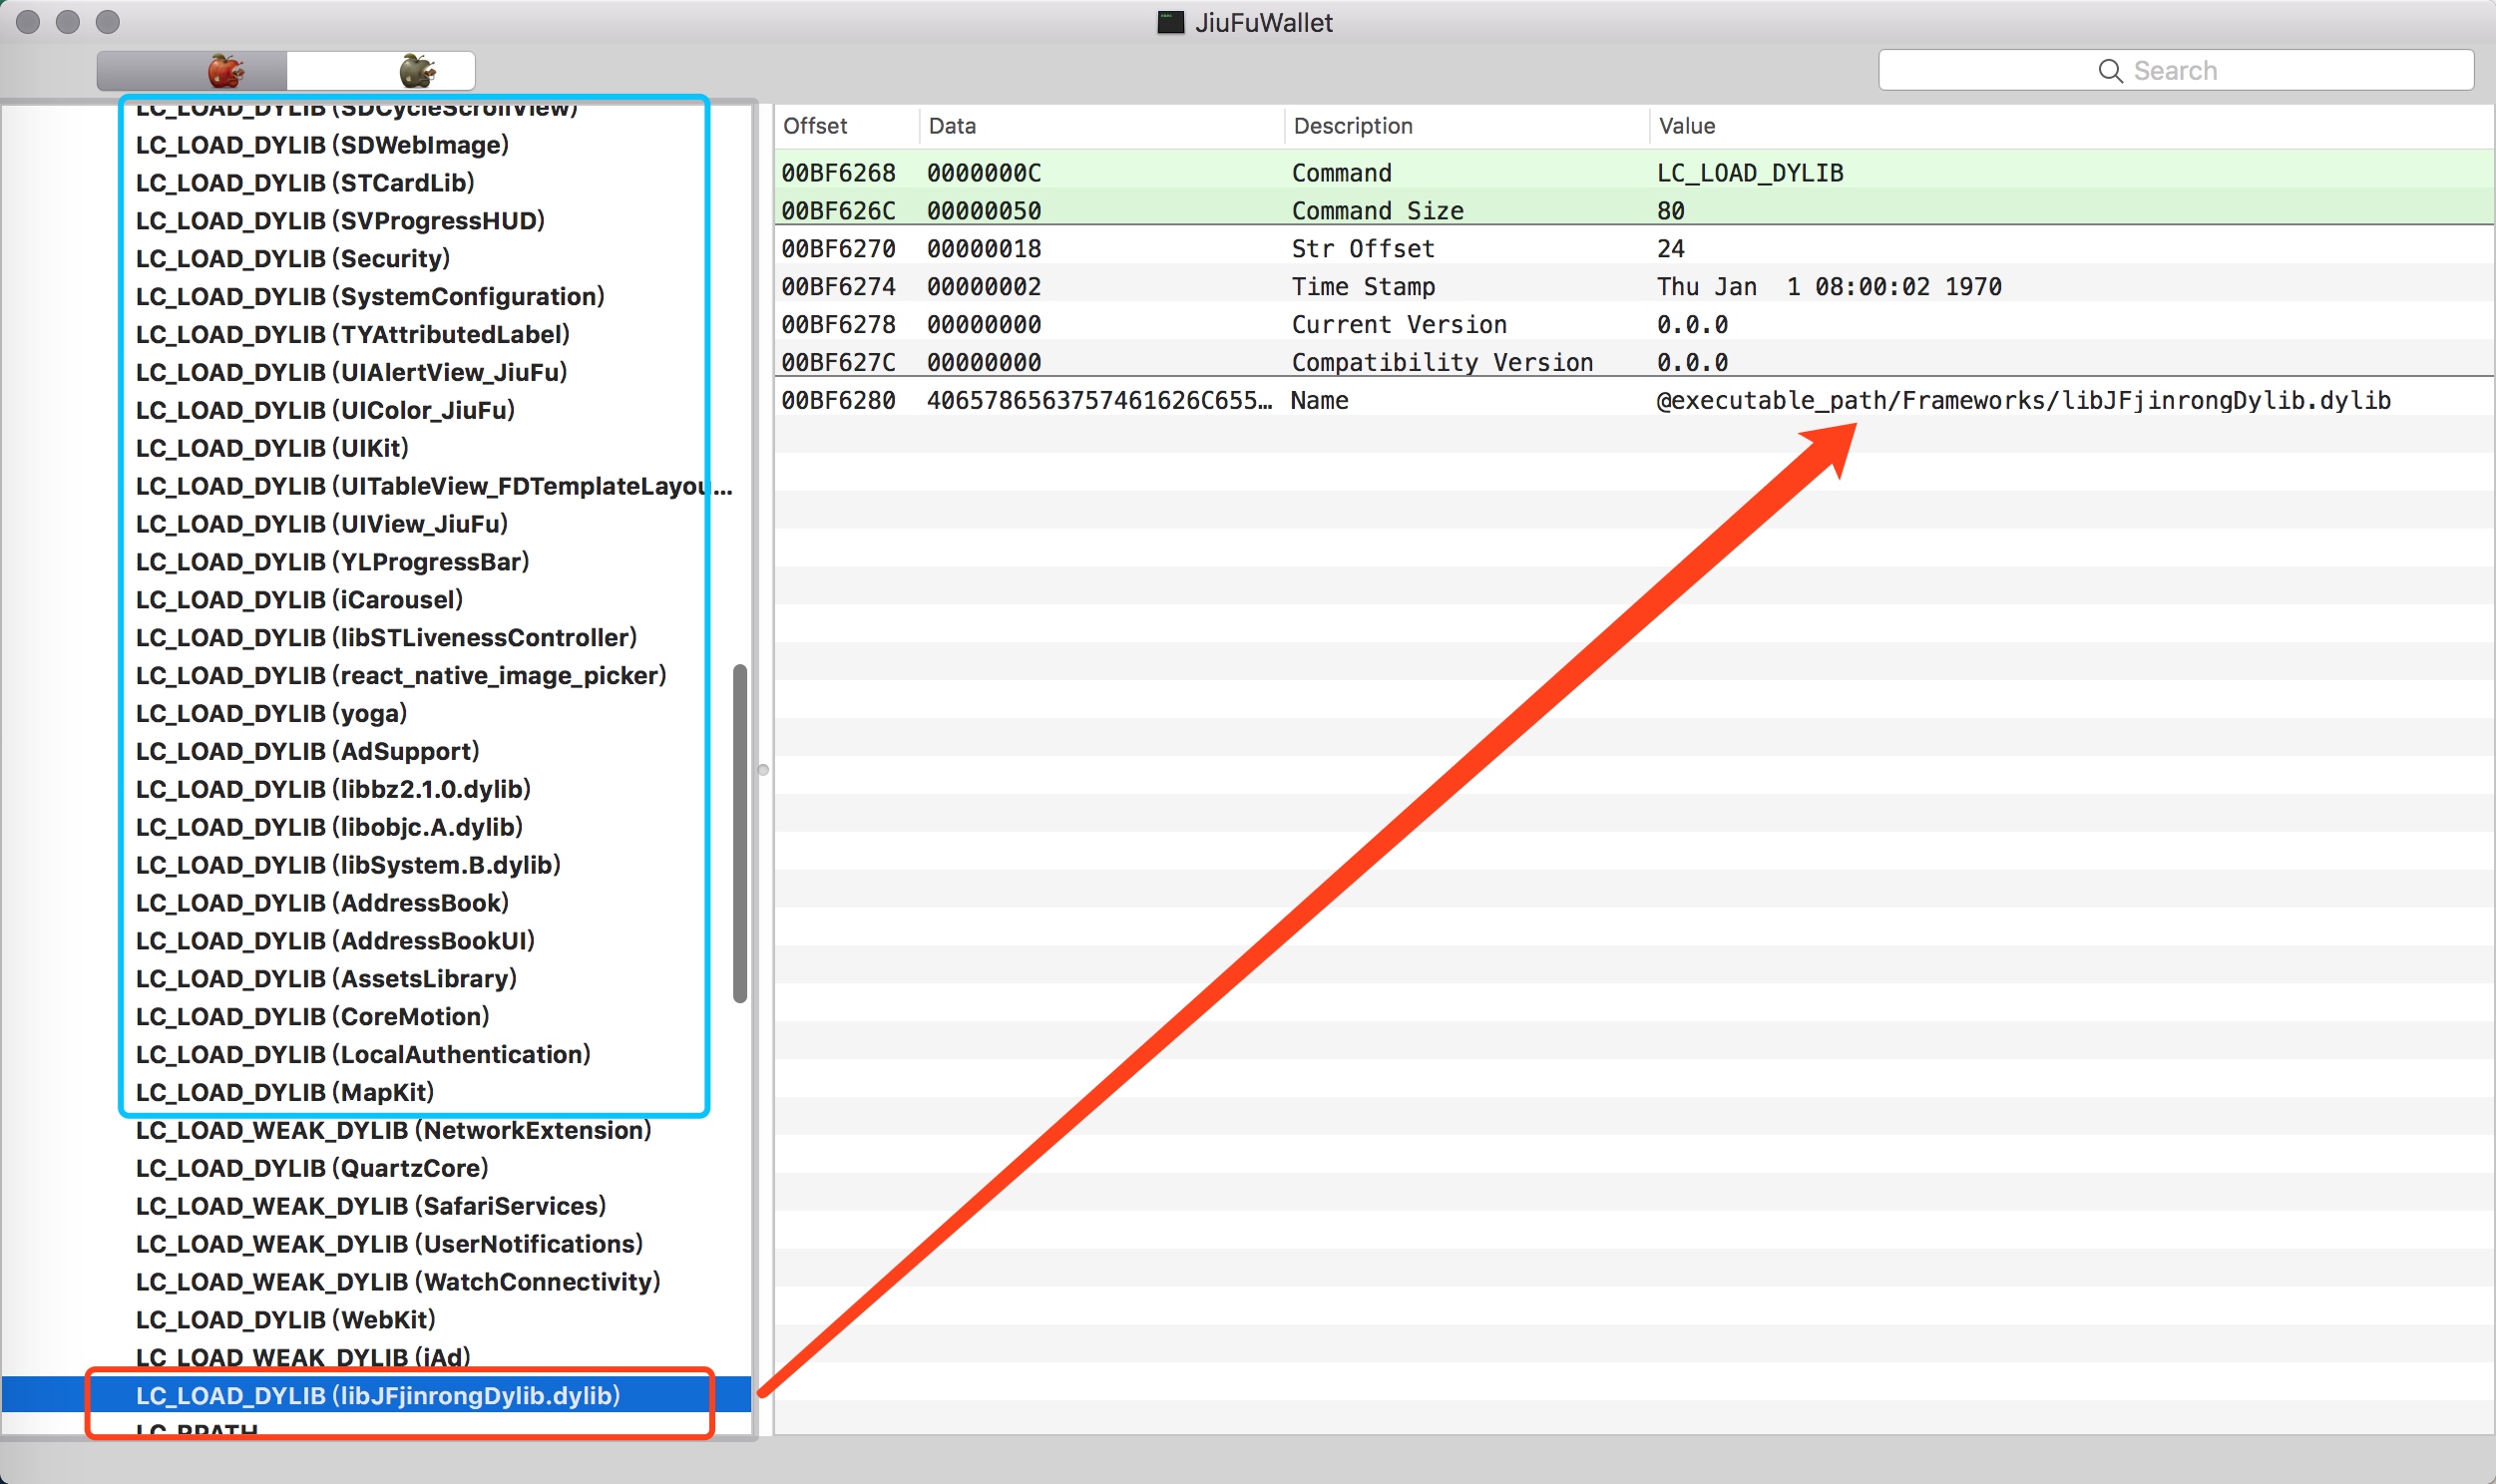 JiuFuWallet
Search
LC_LOAD_DYLIB (SDCycleScrollView)
LC_LOAD_DYLIB (SDWebImage)
LC_LOAD_DYLIB (STCardLib)
LC_LOAD_DYLIB (SVProgressHUD)
LC_LOAD_DYLIB (Security)
LC_LOAD_DYLIB (SystemConfiguration)
LC_LOAD_DYLIB (TYAttributedLabel)
LC_LOAD_DYLIB (UIAlertView_JiuFu)
LC_LOAD_DYLIB (UIColor_JiuFu)
LC_LOAD_DYLIB (UIKit)
LC_LOAD_DYLIB (UITableView_FDTemplateLayou...
LC_LOAD_DYLIB (UIView_JiuFu)
LC_LOAD_DYLIB (YLProgressBar)
LC_LOAD_DYLIB (iCarousel)
LC_LOAD_DYLIB (libSTLivenessController)
LC_LOAD_DYLIB (react_native_image_picker)
LC_LOAD_DYLIB (yoga)
LC_LOAD_DYLIB (AdSupport)
LC_LOAD_DYLIB (libbz2.1.0.dylib)
LC_LOAD_DYLIB (libobjc.A.dylib)
LC_LOAD_DYLIB (libSystem.B.dylib)
LC_LOAD_DYLIB (AddressBook)
LC_LOAD_DYLIB (AddressBookUI)
LC_LOAD_DYLIB (AssetsLibrary)
LC_LOAD_DYLIB (CoreMotion)
LC_LOAD_DYLIB (LocalAuthentication)
LC_LOAD_DYLIB (MapKit)
LC_LOAD_WEAK_DYLIB (NetworkExtension)
LC_LOAD_DYLIB (QuartzCore)
LC_LOAD_WEAK_DYLIB (SafariServices)
LC_LOAD_WEAK_DYLIB (UserNotifications)
LC_LOAD_WEAK_DYLIB (WatchConnectivity)
LC_LOAD_DYLIB (WebKit)
LC_LOAD_WEAK_DYLIB (iAd)
LC_LOAD_DYLIB (libJFjinrongDylib.dylib)
LC_RPATH
Offset Data Description Value
00BF6268 0000000C Command LC_LOAD_DYLIB
00BF626C 00000050 Command Size 80
00BF6270 00000018 Str Offset 24
00BF6274 00000002 Time Stamp Thu Jan  1 08:00:02 1970
00BF6278 00000000 Current Version 0.0.0
00BF627C 00000000 Compatibility Version 0.0.0
00BF6280 4065786563757461626C655... Name @executable_path/Frameworks/libJFjinrongDylib.dylib